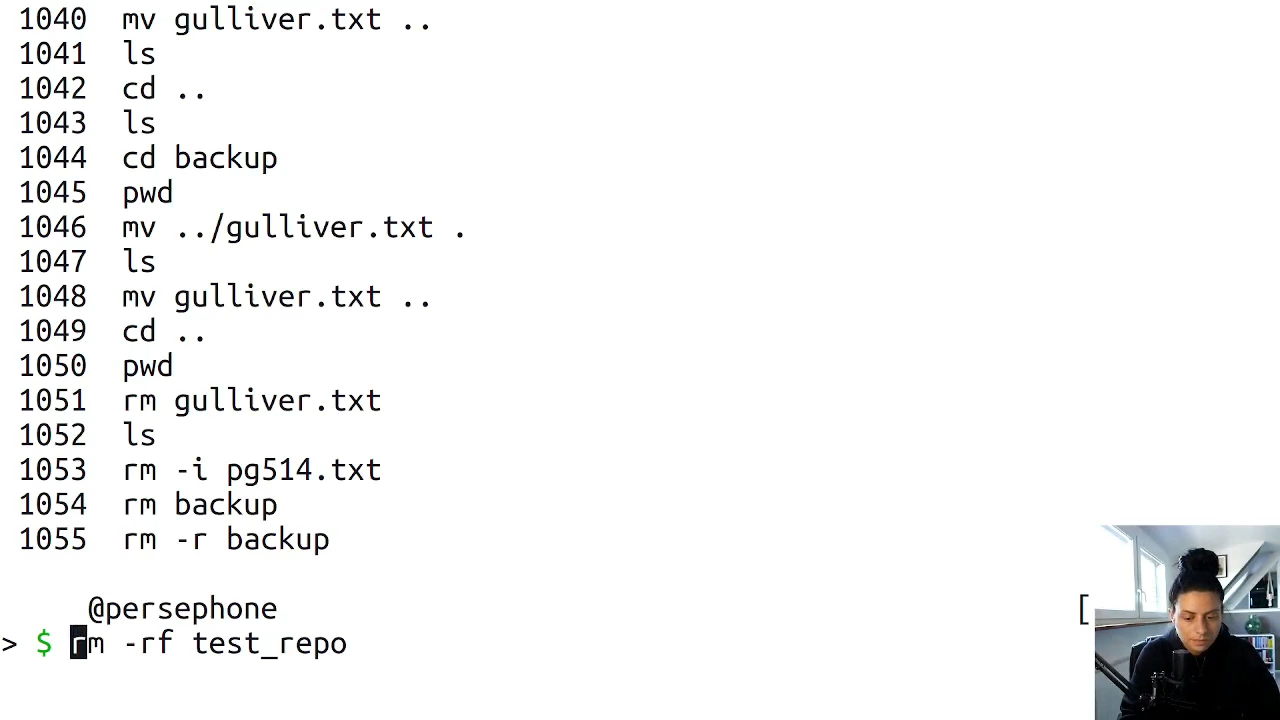 1040 mv gulliver.txt ..
1041 ls
1042 cd ..
1043 ls
1044 cd backup
1045 pwd
1046 mv ../gulliver.txt .
1047 ls
1048 mv gulliver.txt ..
1049 cd ..
1050 pwd
1051 rm gulliver.txt
1052 ls
1053 rm -i pg514.txt
1054 rm backup
1055 rm -r backup
@persephone [
> $ rm -rf test_repo